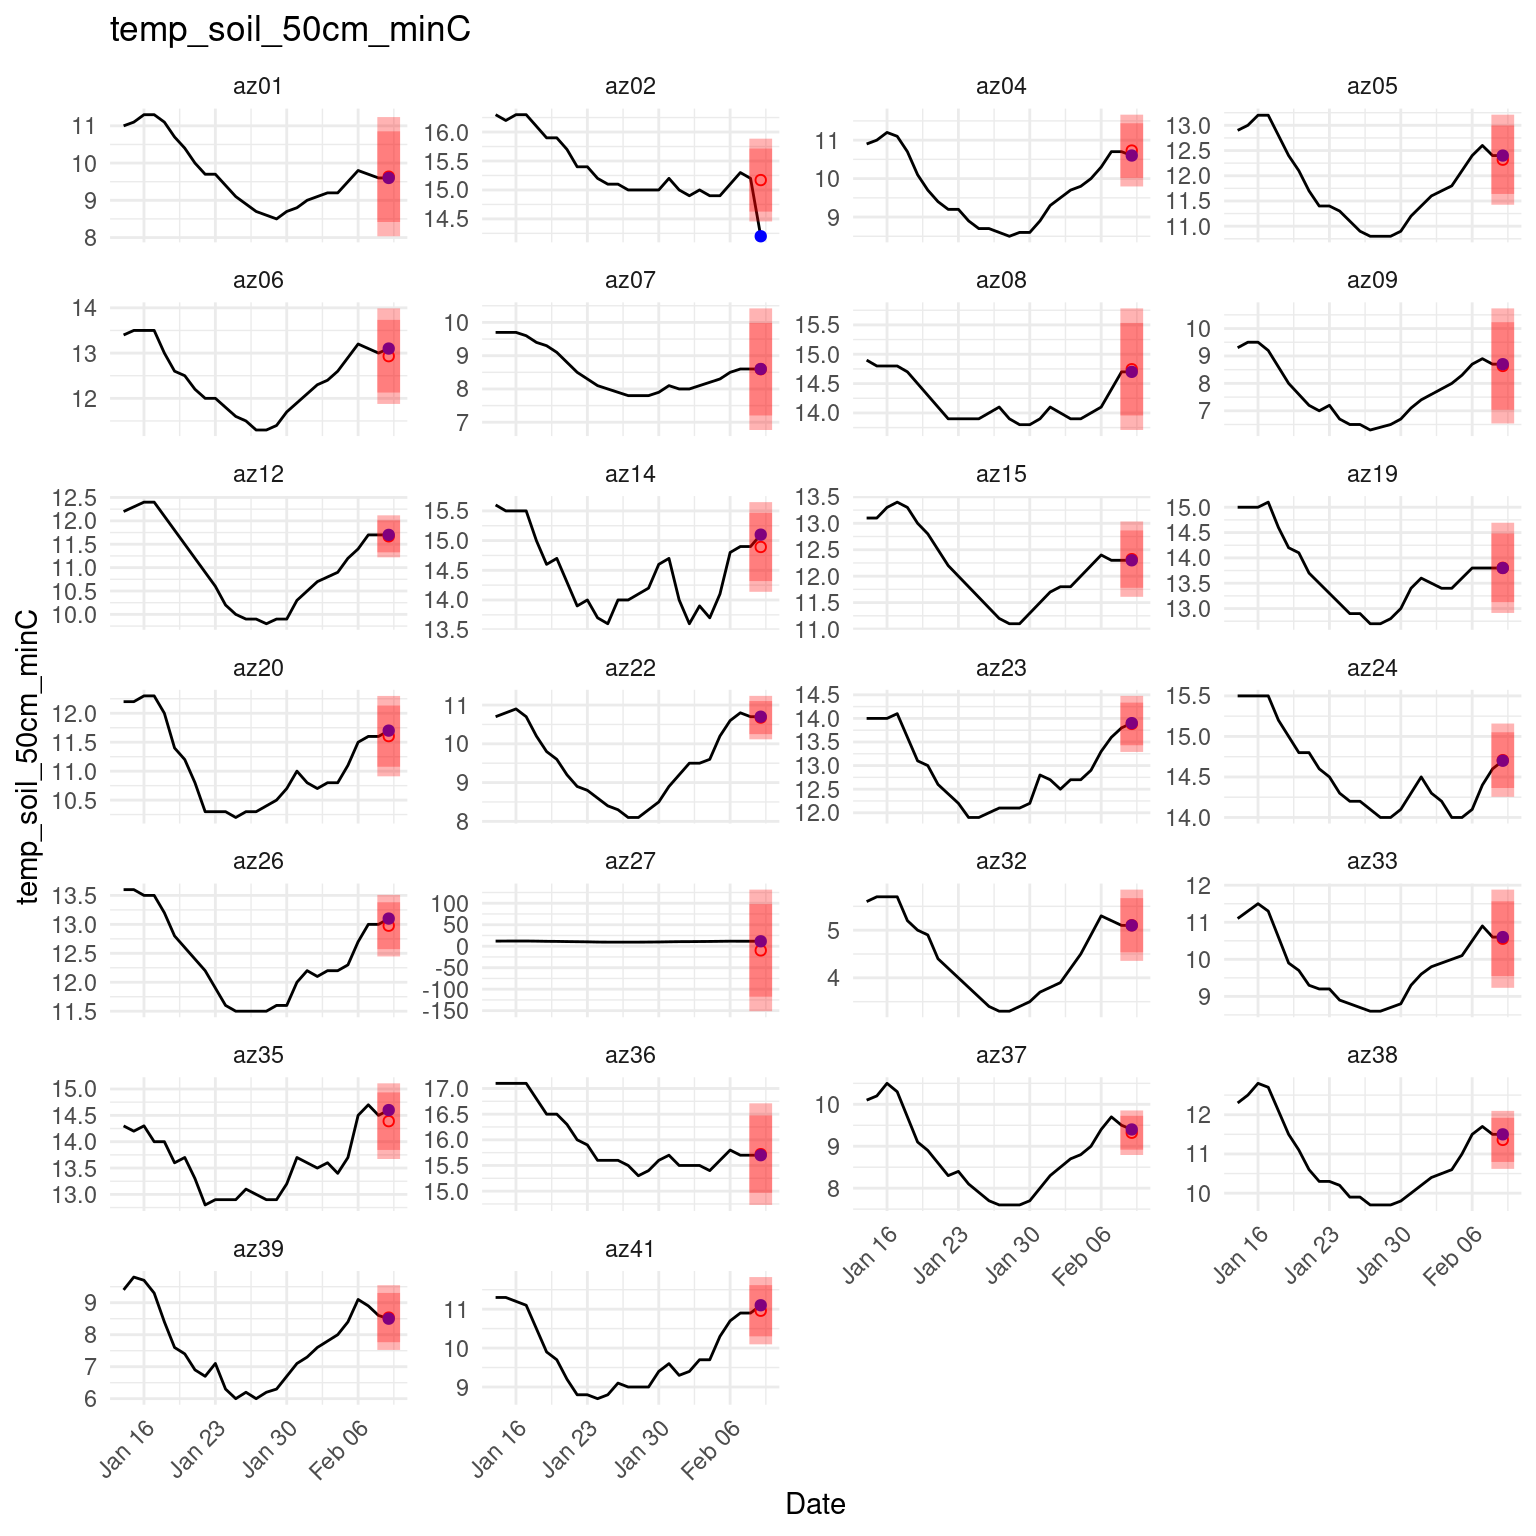 temp_soil_50cm_minC
az01 az02 az04 az05
11 10 9 8
16.0 15.5 15.0 14.5
11 10 9
13.0 12.5 12.0 11.5 11.0
az06 az07 az08 az09
14 13 12
10 9 8 7
15.5 15.0 14.5 14.0
10 9 8 7
az12 az14 az15 az19
12.5 12.0 11.5 11.0 10.5 10.0
15.5 15.0 14.5 14.0 13.5
13.5 13.0 12.5 12.0 11.5 11.0
15.0 14.5 14.0 13.5 13.0
az20 az22 az23 az24
12.0 11.5 11.0 10.5
11 10 9 8
14.5 14.0 13.5 13.0 12.5 12.0
15.5 15.0 14.5 14.0
az26 az27 az32 az33
13.5 13.0 12.5 12.0 11.5
100 50 0 -50 -100 -150
5 4
12 11 10 9
az35 az36 az37 az38
15.0 14.5 14.0 13.5 13.0
17.0 16.5 16.0 15.5 15.0
10 9 8
12 11 10
Jan 16 Jan 23 Jan 30 Feb 06
Jan 16 Jan 23 Jan 30 Feb 06
az39 az41
9 8 7 6
11 10 9
Jan 16 Jan 23 Jan 30 Feb 06
Jan 16 Jan 23 Jan 30 Feb 06
temp_soil_50cm_minC
Date